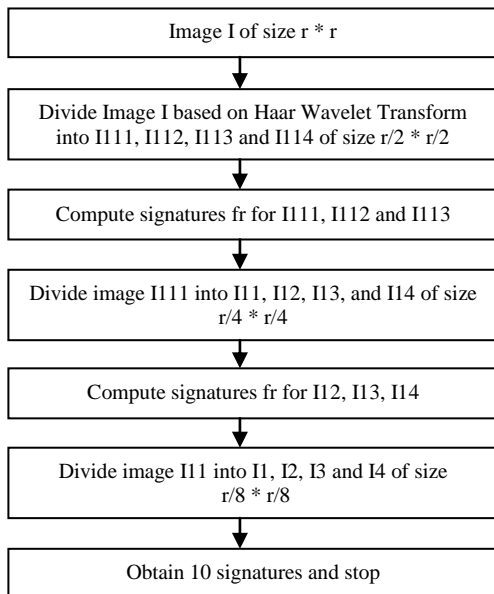 Image I of size r * r
Divide Image I based on Haar Wavelet Transform
into I111, I112, I113 and I114 of size r/2 * r/2
Compute signatures fr for I111, I112 and I113
Divide image I111 into I11, I12, I13, and I14 of size
r/4 * r/4
Compute signatures fr for I12, I13, I14
Divide image I11 into I1, I2, I3 and I4 of size
r/8 * r/8
Obtain 10 signatures and stop